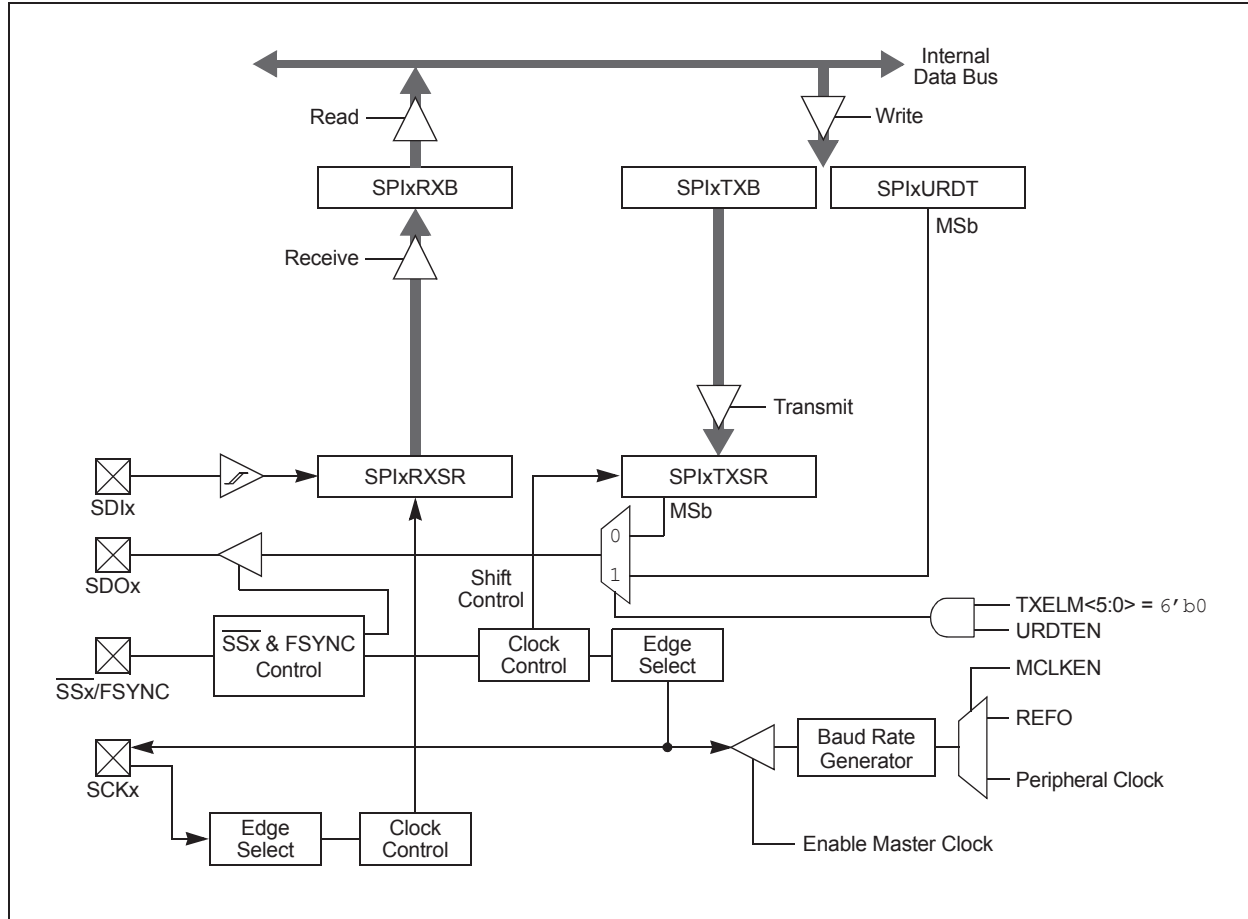 Internal
Data Bus
Read
Write
SPIxRXB
SPIxTXB
SPIxURDT
MSb
Receive
Transmit
SPIxRXSR
SPIxTXSR
SDIx
MSb
0
SDOx
1
Shift
Control
TXELM<5:0> = 6'b0
URDTEN
SSx & FSYNC
Control
Clock
Control
Edge
Select
SSx/FSYNC
MCLKEN
REFO
Baud Rate
Generator
SCKx
Peripheral Clock
Edge
Select
Clock
Control
Enable Master Clock